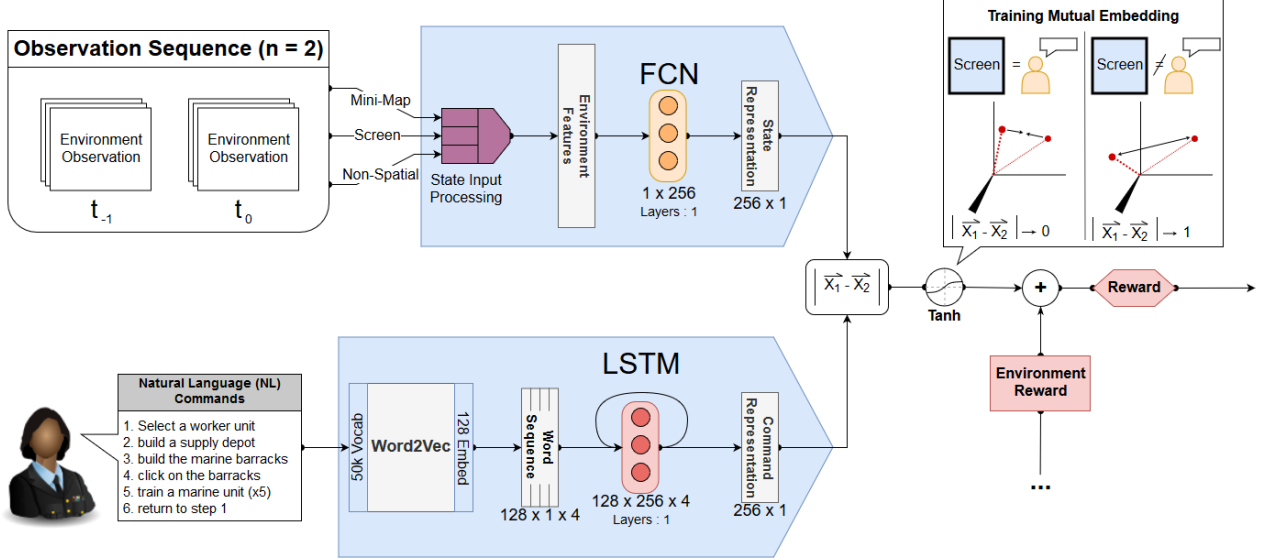 Observation Sequence (n = 2)
Environment
Observation
Environment
Observation
t -1
t 0
Mini-Map
Screen
Non-Spatial
State Input
Processing
Environment
Features
FCN
1 x 256
Layers : 1
State
Representation
256 x 1
Training Mutual Embedding
Screen
=
Screen
≠
| X1 - X2 | → 0
| X1 - X2 | → 1
| X1 - X2 |
Tanh
+
Reward
Environment
Reward
...
Natural Language (NL)
Commands
1. Select a worker unit
2. build a supply depot
3. build the marine barracks
4. click on the barracks
5. train a marine unit (x5)
6. return to step 1
50k Vocab
Word2Vec
128 Embed
Word
Sequence
128 x 1 x 4
LSTM
128 x 256 x 4
Layers : 1
Command
Representation
256 x 1